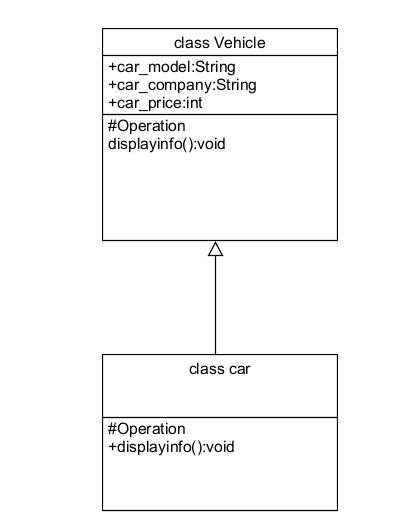 class Vehicle
+car_model:String
+car_company:String
+car_price:int
#Operation
displayinfo():void
class car
#Operation
+displayinfo():void